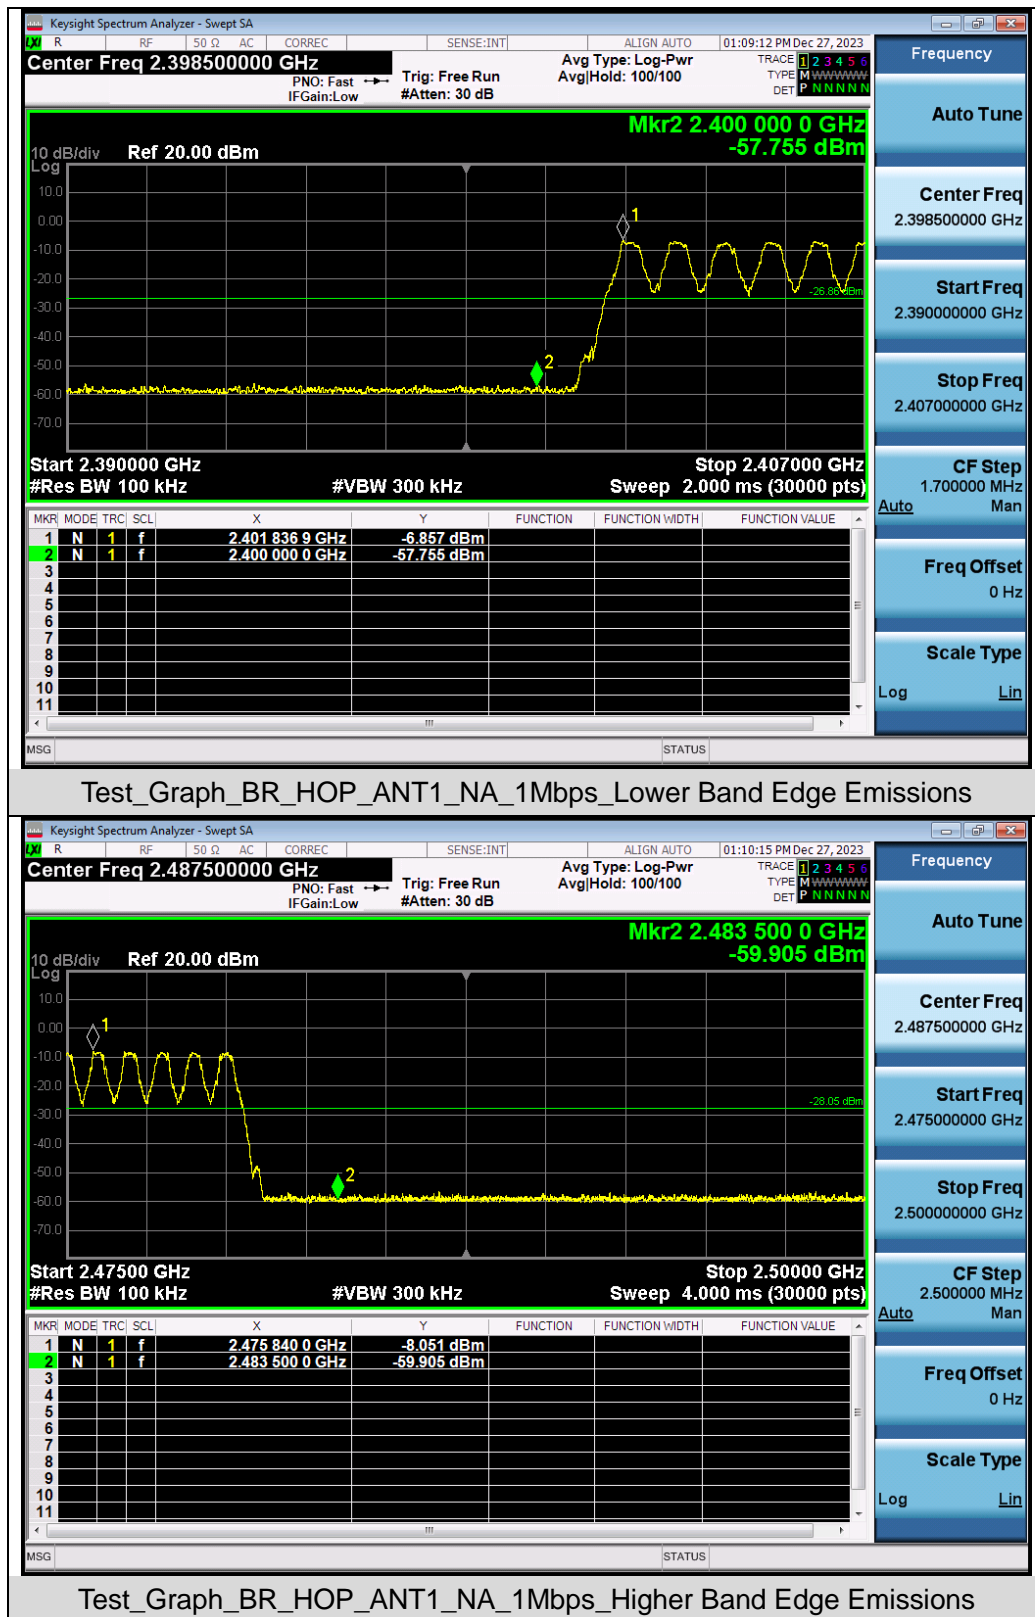 Keysight Spectrum Analyzer - Swept SA
LXI R RF 50 Ω AC CORREC SENSE:INT ALIGN AUTO 01:09:12 PM Dec 27, 2023
Center Freq 2.398500000 GHz
PNO: Fast
IFGain:Low
Trig: Free Run
#Atten: 30 dB
Avg Type: Log-Pwr
Avg|Hold: 100/100
TRACE 1 2 3 4 5 6
TYPE M WWWWW
DET P N N N N N
Mkr2 2.400 000 0 GHz
-57.755 dBm
10 dB/div Ref 20.00 dBm
Log
10.0
0.00
-10.0
-20.0
-30.0
-40.0
-50.0
-60.0
-70.0
1
2
-26.86 dBm
Start 2.390000 GHz Stop 2.407000 GHz
#Res BW 100 kHz #VBW 300 kHz Sweep 2.000 ms (30000 pts)
MKR MODE TRC SCL X Y FUNCTION FUNCTION WIDTH FUNCTION VALUE
1 N 1 f 2.401 836 9 GHz -6.857 dBm
2 N 1 f 2.400 000 0 GHz -57.755 dBm
3
4
5
6
7
8
9
10
11
MSG STATUS
Frequency
Auto Tune
Center Freq
2.398500000 GHz
Start Freq
2.390000000 GHz
Stop Freq
2.407000000 GHz
CF Step
1.700000 MHz
Auto Man
Freq Offset
0 Hz
Scale Type
Log Lin
Test_Graph_BR_HOP_ANT1_NA_1Mbps_Lower Band Edge Emissions
Keysight Spectrum Analyzer - Swept SA
LXI R RF 50 Ω AC CORREC SENSE:INT ALIGN AUTO 01:10:15 PM Dec 27, 2023
Center Freq 2.487500000 GHz
PNO: Fast
IFGain:Low
Trig: Free Run
#Atten: 30 dB
Avg Type: Log-Pwr
Avg|Hold: 100/100
TRACE 1 2 3 4 5 6
TYPE M WWWWW
DET P N N N N N
Mkr2 2.483 500 0 GHz
-59.905 dBm
10 dB/div Ref 20.00 dBm
Log
10.0
0.00
-10.0
-20.0
-30.0
-40.0
-50.0
-60.0
-70.0
1
2
-28.05 dBm
Start 2.47500 GHz Stop 2.50000 GHz
#Res BW 100 kHz #VBW 300 kHz Sweep 4.000 ms (30000 pts)
MKR MODE TRC SCL X Y FUNCTION FUNCTION WIDTH FUNCTION VALUE
1 N 1 f 2.475 840 0 GHz -8.051 dBm
2 N 1 f 2.483 500 0 GHz -59.905 dBm
3
4
5
6
7
8
9
10
11
MSG STATUS
Frequency
Auto Tune
Center Freq
2.487500000 GHz
Start Freq
2.475000000 GHz
Stop Freq
2.500000000 GHz
CF Step
2.500000 MHz
Auto Man
Freq Offset
0 Hz
Scale Type
Log Lin
Test_Graph_BR_HOP_ANT1_NA_1Mbps_Higher Band Edge Emissions